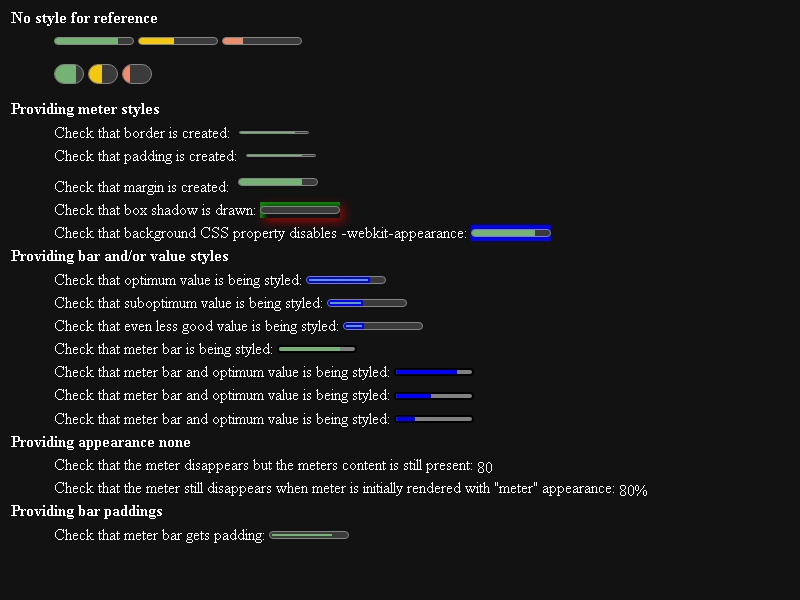 No style for reference
Providing meter styles
Check that border is created:
Check that padding is created:
Check that margin is created:
Check that box shadow is drawn:
Check that background CSS property disables -webkit-appearance:
Providing bar and/or value styles
Check that optimum value is being styled:
Check that suboptimum value is being styled:
Check that even less good value is being styled:
Check that meter bar is being styled:
Check that meter bar and optimum value is being styled:
Check that meter bar and optimum value is being styled:
Check that meter bar and optimum value is being styled:
Providing appearance none
Check that the meter disappears but the meters content is still present: 80
Check that the meter still disappears when meter is initially rendered with "meter" appearance: 80%
Providing bar paddings
Check that meter bar gets padding: